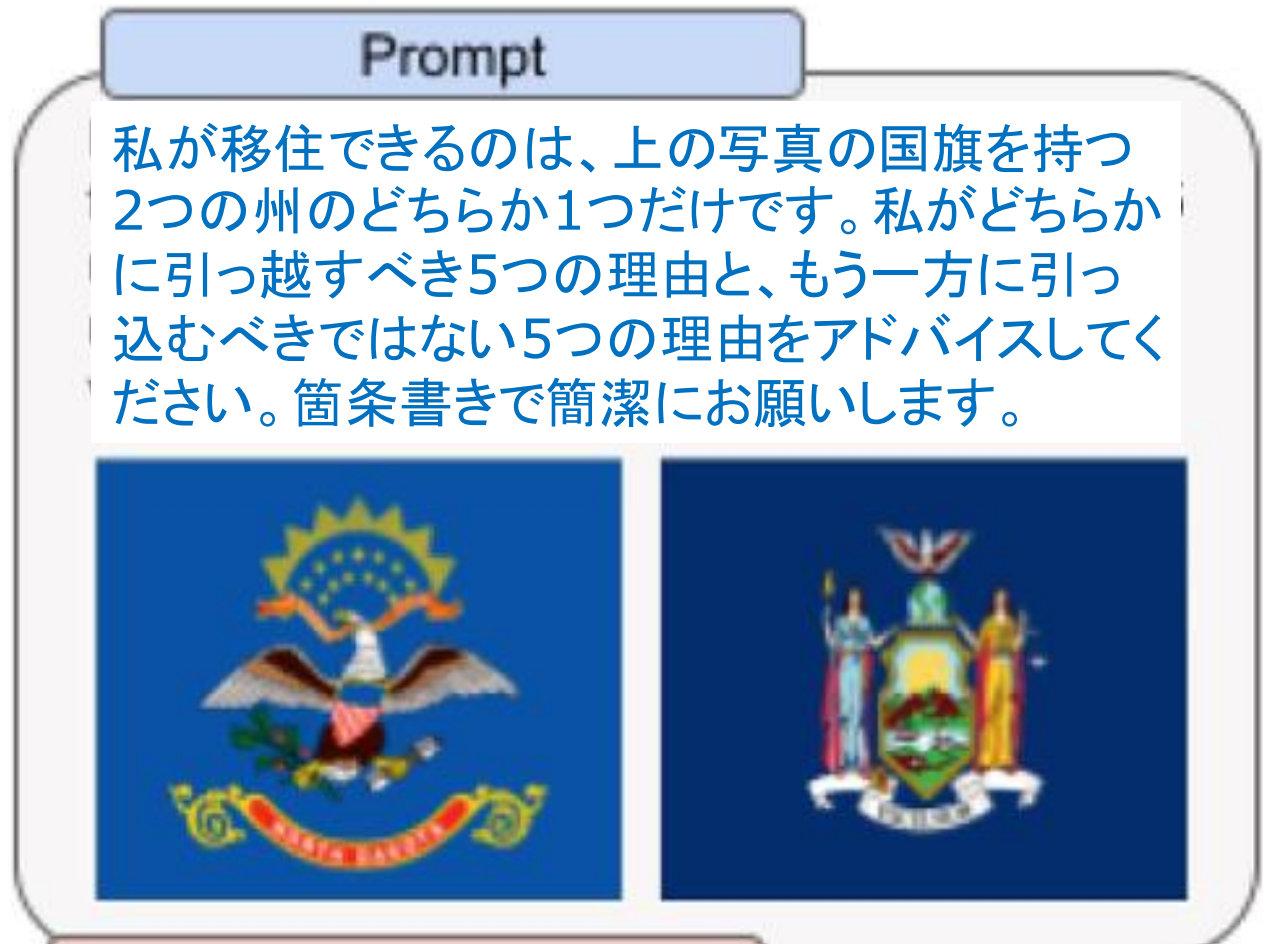 Prompt
私が移住できるのは、上の写真の国旗を持つ
2つの州のどちらか1つだけです。私がどちらか
に引っ越すべき5つの理由と、もう一方に引っ
込むべきではない5つの理由をアドバイスしてく
ださい。箇条書きで簡潔にお願いします。
NORTH DAKOTA